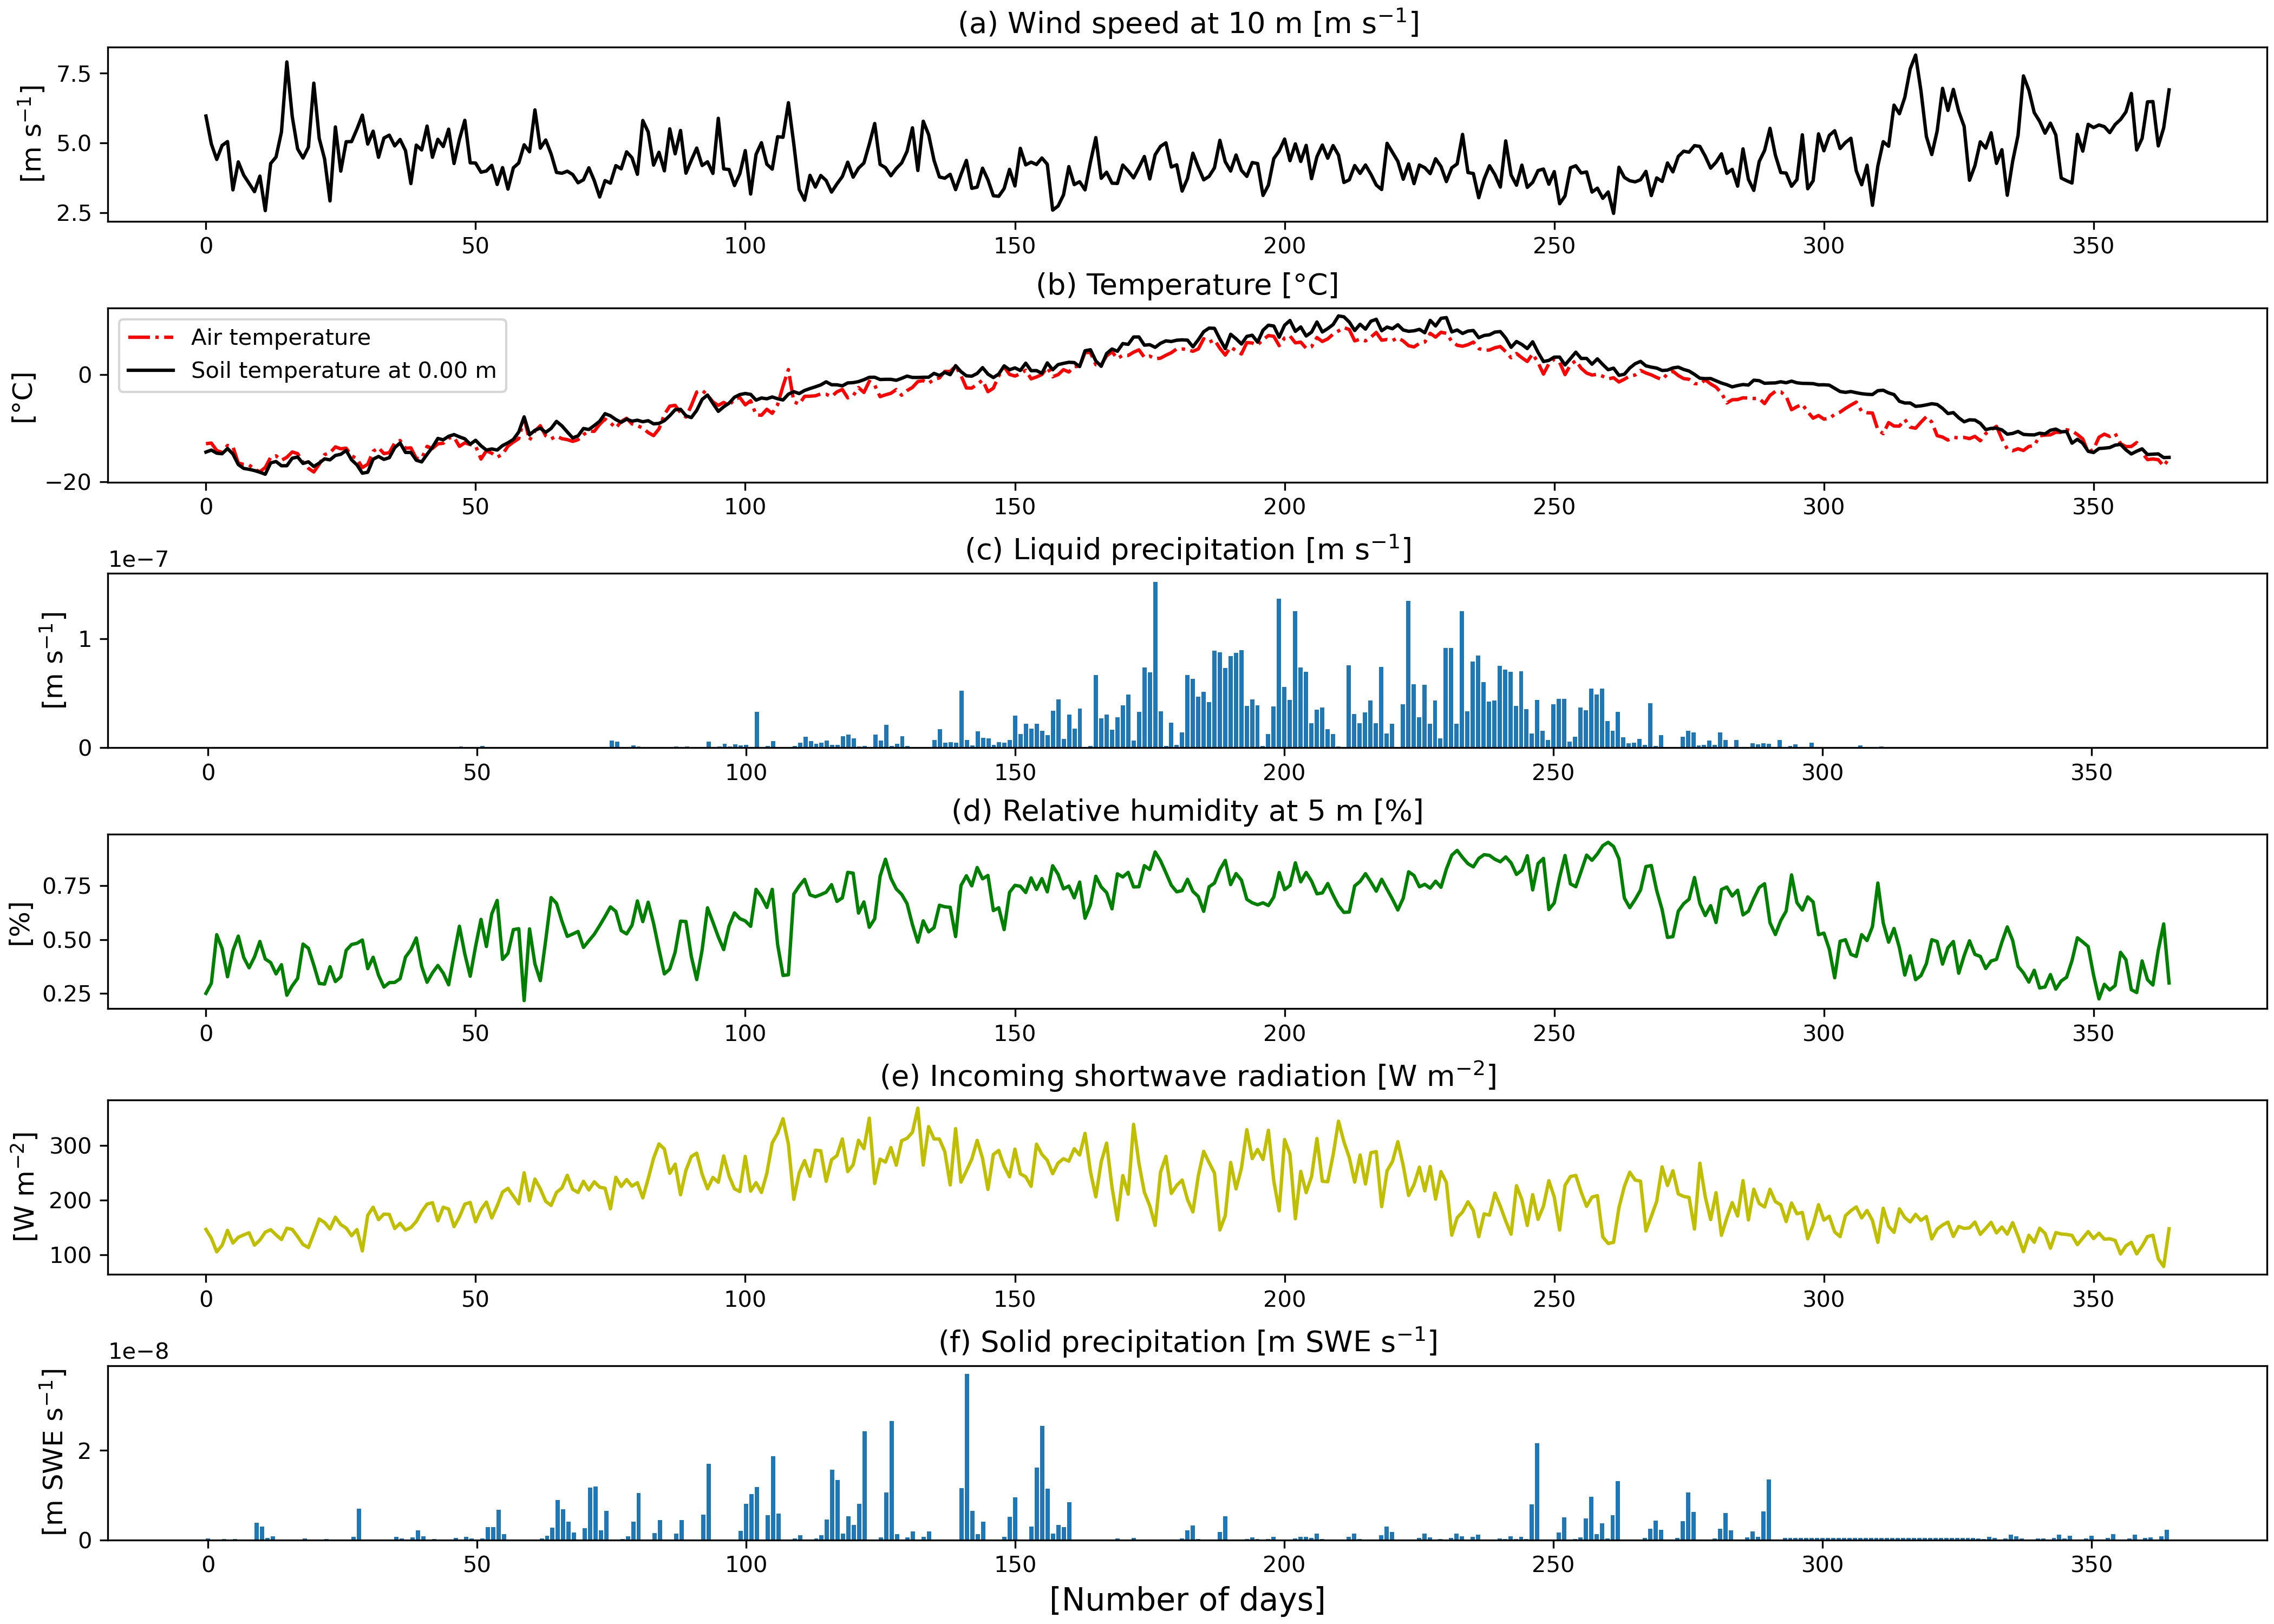 (a) Wind speed at 10 m [m s⁻¹]
[m s⁻¹]
7.5
5.0
2.5
0 50 100 150 200 250 300 350
(b) Temperature [°C]
[°C]
Air temperature
Soil temperature at 0.00 m
0
−20
0 50 100 150 200 250 300 350
(c) Liquid precipitation [m s⁻¹]
1e−7
[m s⁻¹]
1
0
0 50 100 150 200 250 300 350
(d) Relative humidity at 5 m [%]
[%]
0.75
0.50
0.25
0 50 100 150 200 250 300 350
(e) Incoming shortwave radiation [W m⁻²]
[W m⁻²]
300
200
100
0 50 100 150 200 250 300 350
(f) Solid precipitation [m SWE s⁻¹]
1e−8
[m SWE s⁻¹]
2
0
0 50 100 150 200 250 300 350
[Number of days]